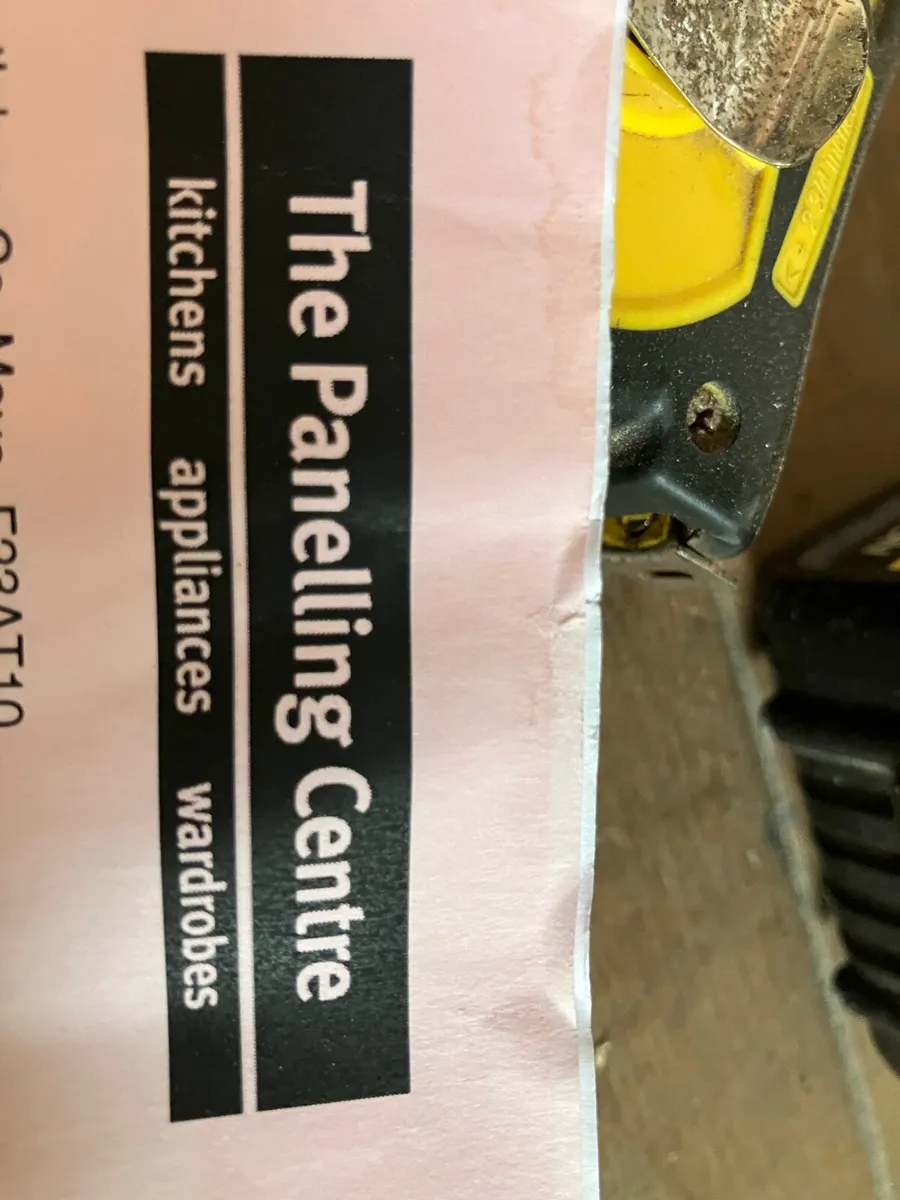 The Panelling Centre
kitchens appliances wardrobes